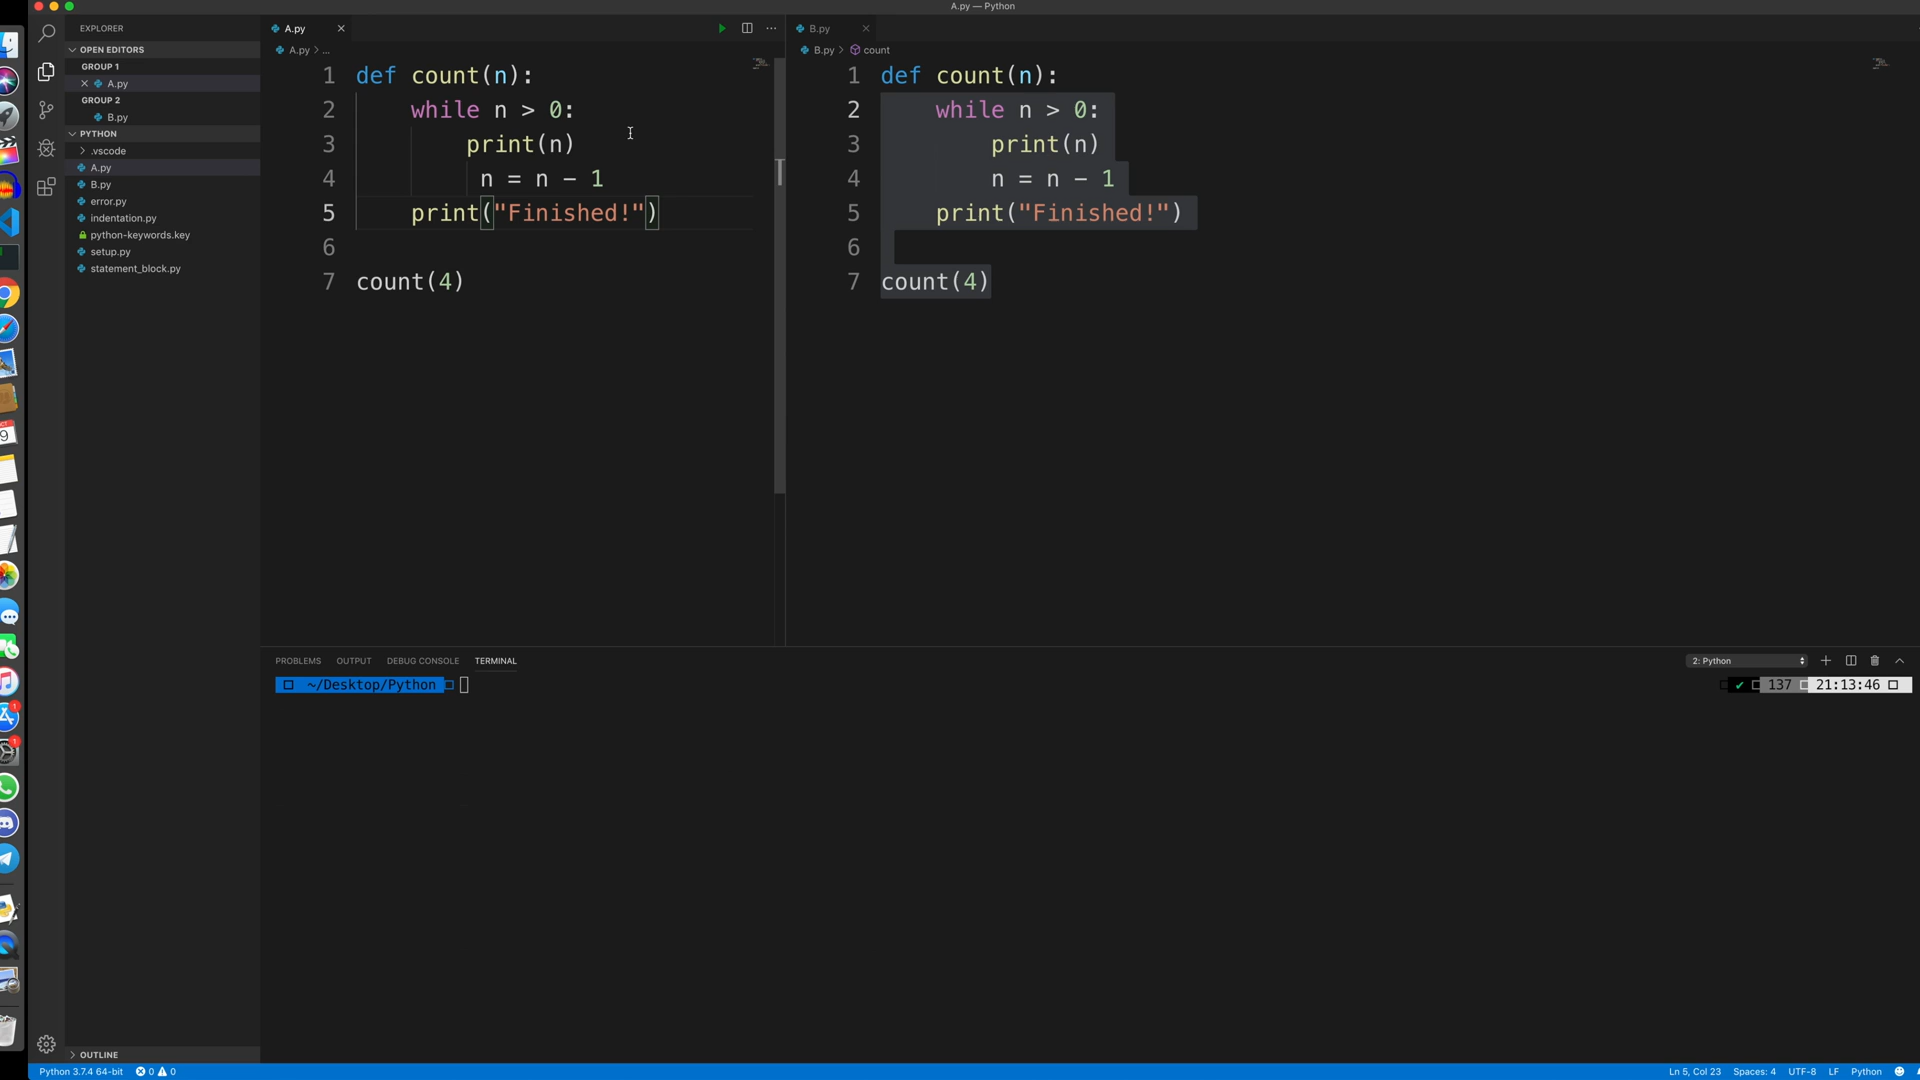 A.py — Python
EXPLORER
OPEN EDITORS
GROUP 1
A.py
GROUP 2
B.py
PYTHON
.vscode
A.py
B.py
error.py
indentation.py
python-keywords.key
setup.py
statement_block.py
OUTLINE
A.py
A.py > ...
1 def count(n):
2     while n > 0:
3         print(n)
4          n = n - 1
5     print("Finished!")
6
7 count(4)
B.py
B.py > count
1 def count(n):
2     while n > 0:
3         print(n)
4         n = n - 1
5     print("Finished!")
6
7 count(4)
PROBLEMS OUTPUT DEBUG CONSOLE TERMINAL
2: Python
~/Desktop/Python
137 21:13:46
Python 3.7.4 64-bit 0 0
Ln 5, Col 23 Spaces: 4 UTF-8 LF Python